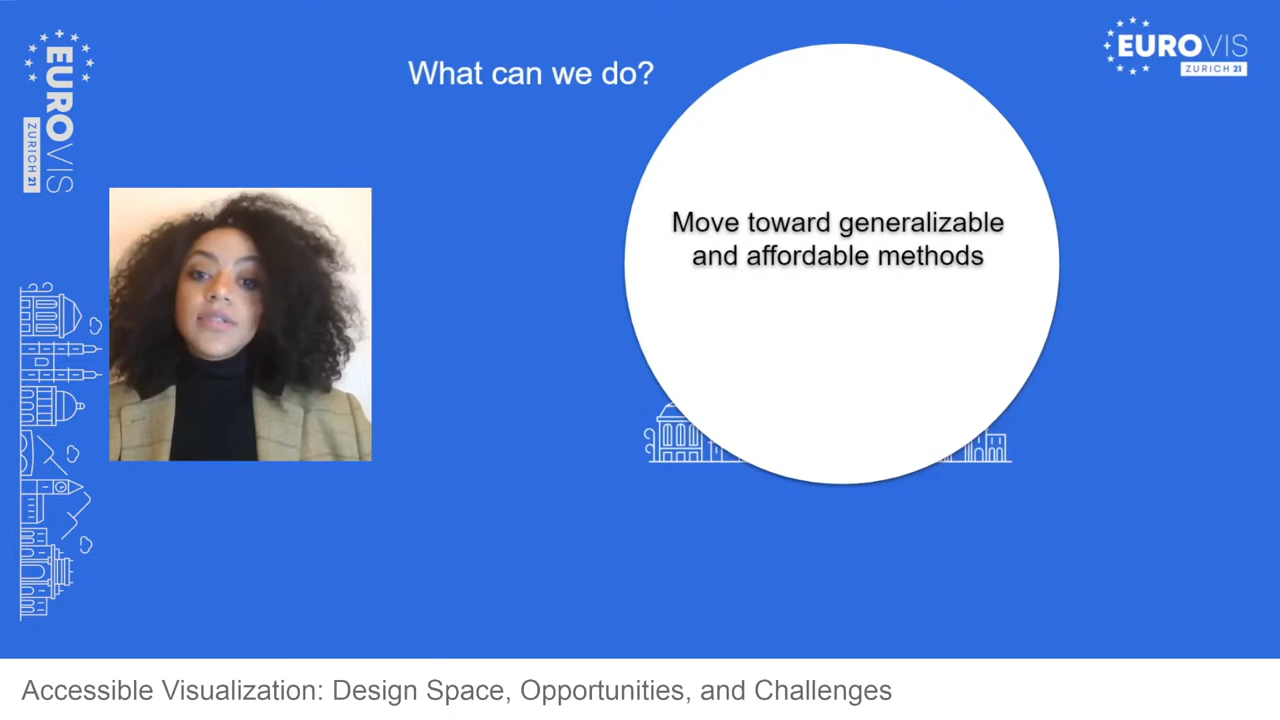 EUROVIS
ZURICH 21
What can we do?
EUROVIS
ZURICH 21
Move toward generalizable
and affordable methods
Accessible Visualization: Design Space, Opportunities, and Challenges